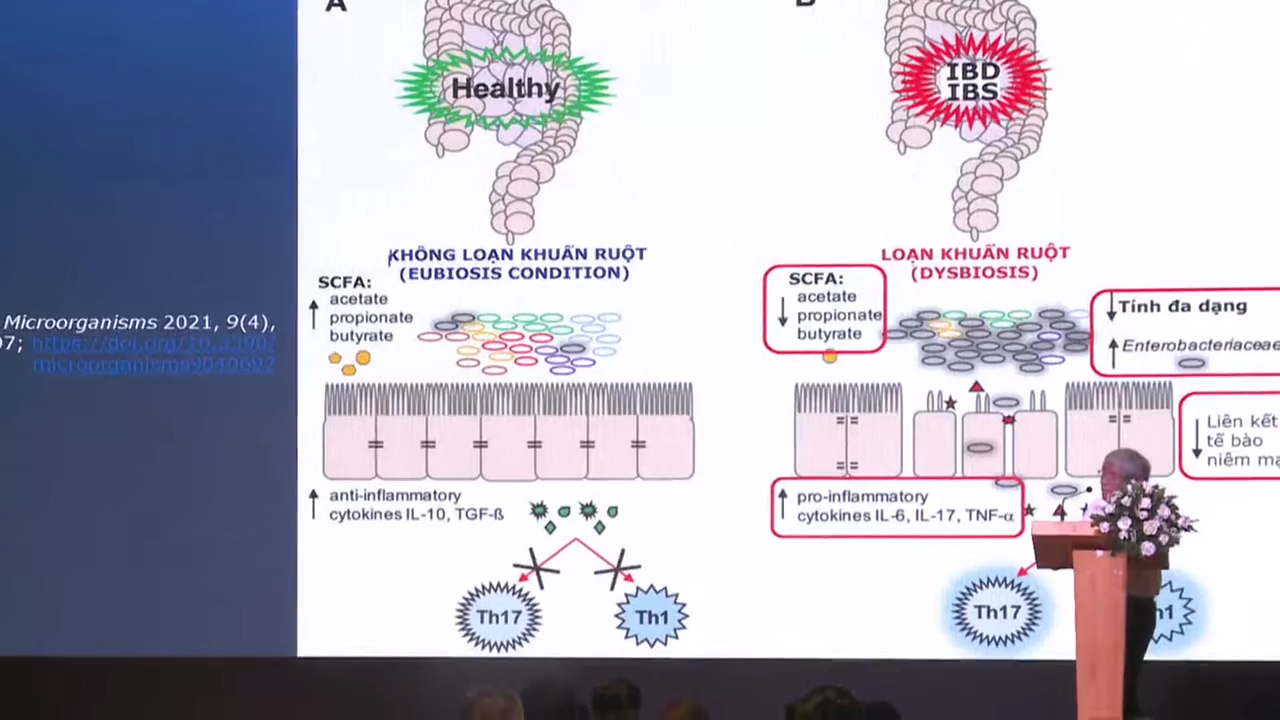 Microorganisms 2021, 9(4),
7; https://doi.org/10.3390/
microorganisms9040697
A
Healthy
KHÔNG LOẠN KHUẨN RUỘT
(EUBIOSIS CONDITION)
SCFA:
acetate
propionate
butyrate
anti-inflammatory
cytokines IL-10, TGF-ß
Th17
Th1
B
IBD
IBS
LOẠN KHUẨN RUỘT
(DYSBIOSIS)
SCFA:
acetate
propionate
butyrate
Tính đa dạng
Enterobacteriaceae
Liên kết
tế bào
niêm mạ
pro-inflammatory
cytokines IL-6, IL-17, TNF-α
Th17
h1